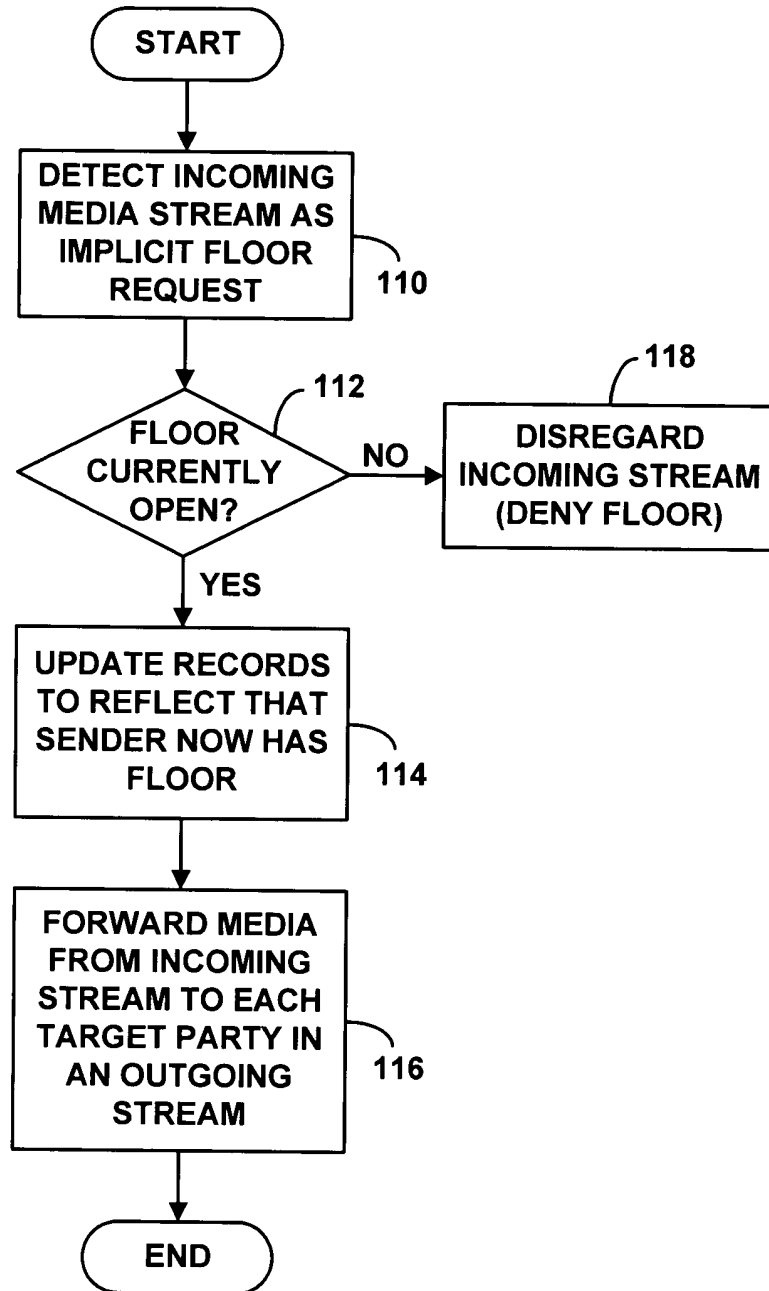 START
DETECT INCOMING
MEDIA STREAM AS
IMPLICIT FLOOR
REQUEST
110
112
FLOOR
CURRENTLY
OPEN?
NO
118
DISREGARD
INCOMING STREAM
(DENY FLOOR)
YES
UPDATE RECORDS
TO REFLECT THAT
SENDER NOW HAS
FLOOR
114
FORWARD MEDIA
FROM INCOMING
STREAM TO EACH
TARGET PARTY IN
AN OUTGOING
STREAM
116
END